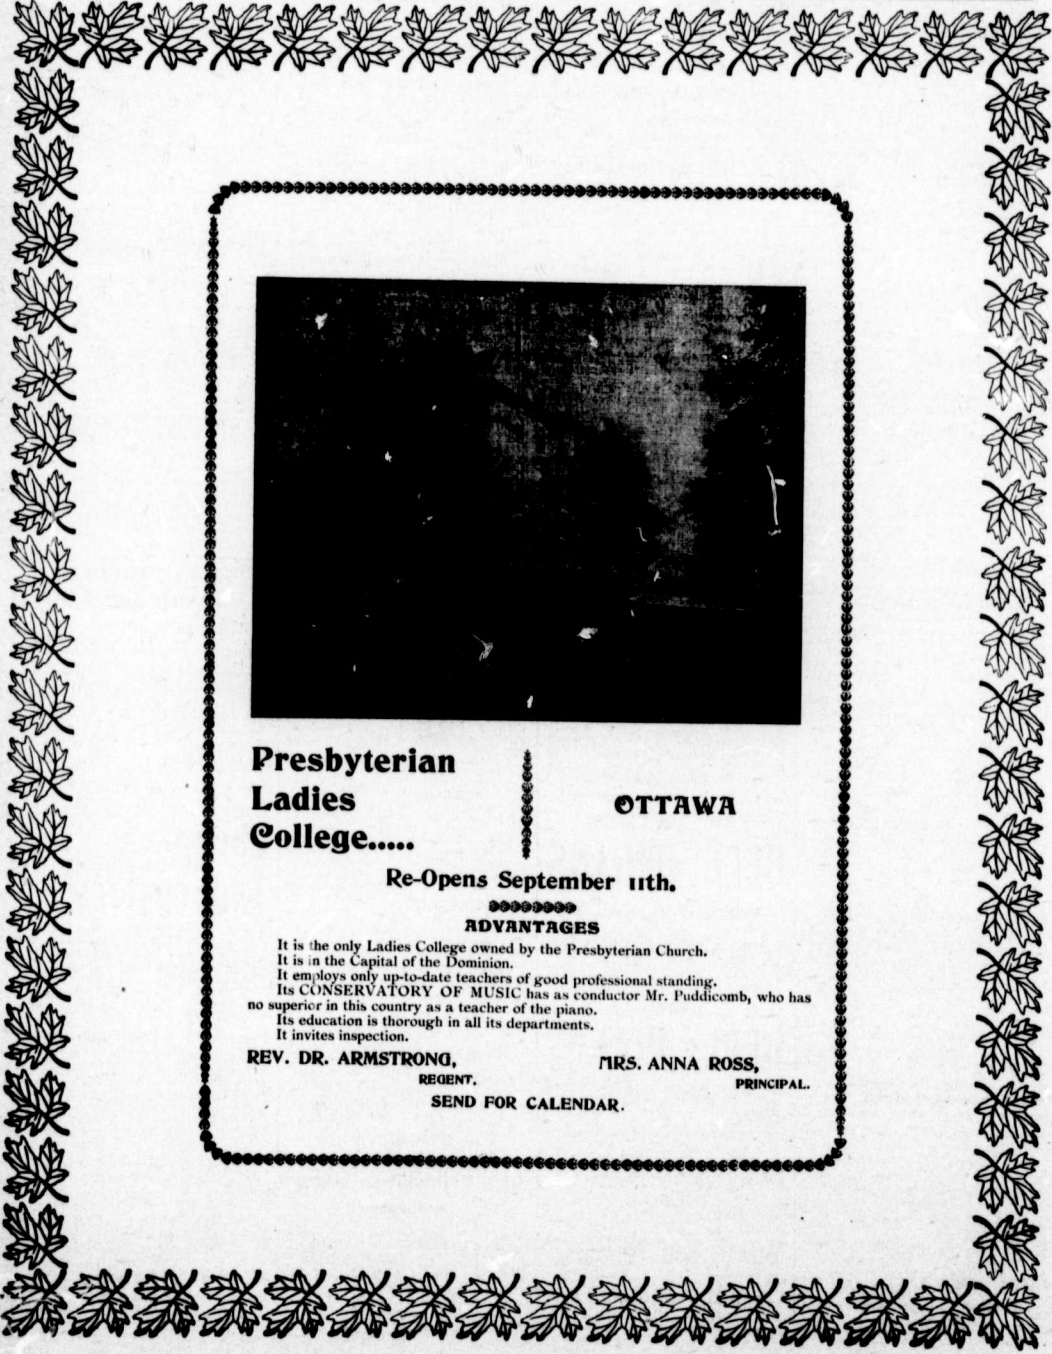 Presbyterian
Ladies
College.....
OTTAWA
Re-Opens September 11th.
ADVANTAGES
It is the only Ladies College owned by the Presbyterian Church.
It is in the Capital of the Dominion.
It employs only up-to-date teachers of good professional standing.
Its CONSERVATORY OF MUSIC has as conductor Mr. Puddicomb, who has
no superior in this country as a teacher of the piano.
Its education is thorough in all its departments.
It invites inspection.
REV. DR. ARMSTRONG,
REGENT.
MRS. ANNA ROSS,
PRINCIPAL.
SEND FOR CALENDAR.